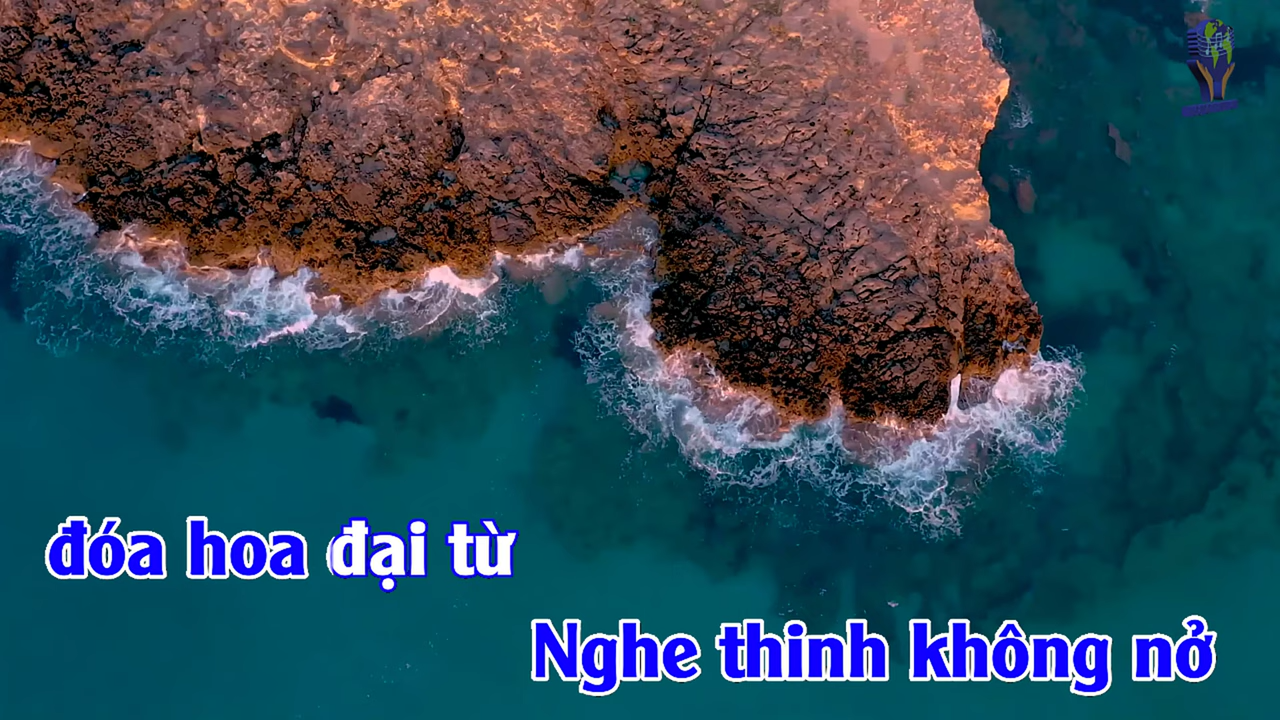 đóa hoa đại từ
Nghe thinh không nở